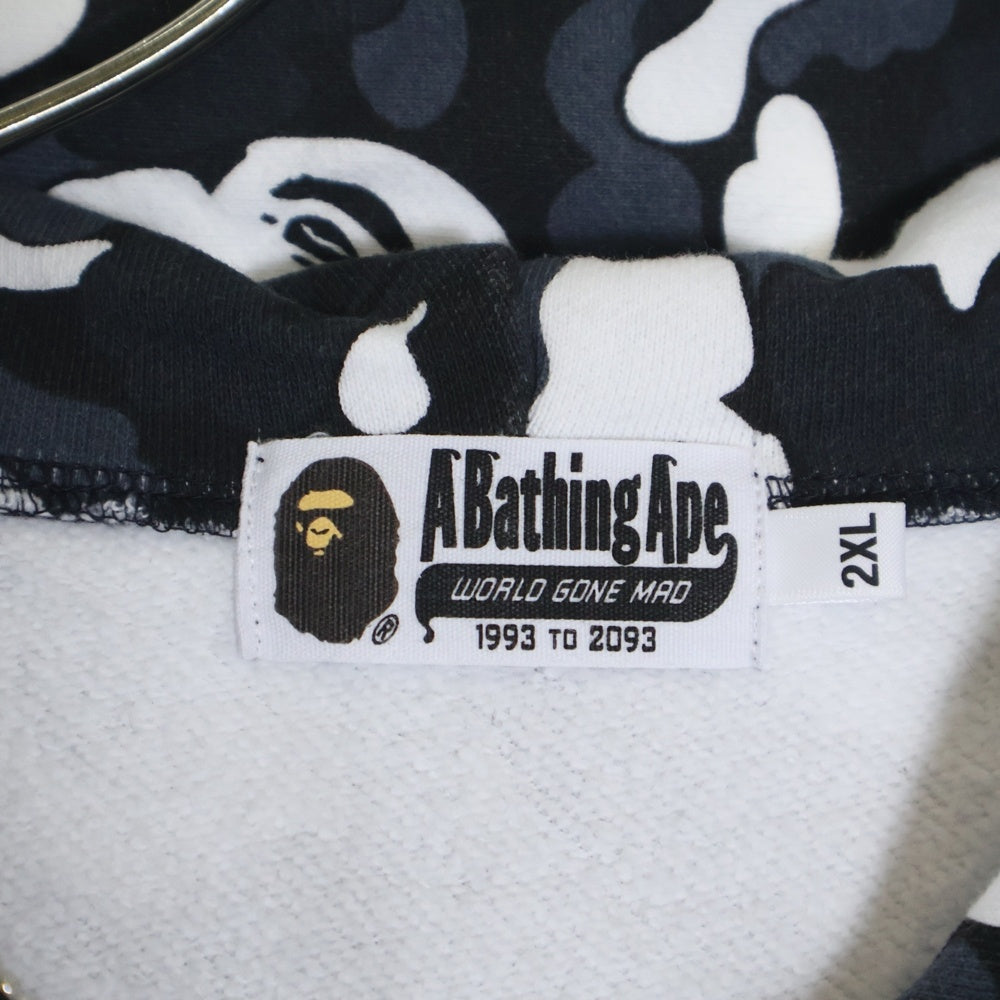 A Bathing Ape
WORLD GONE MAD
1993 TO 2093
®
2XL